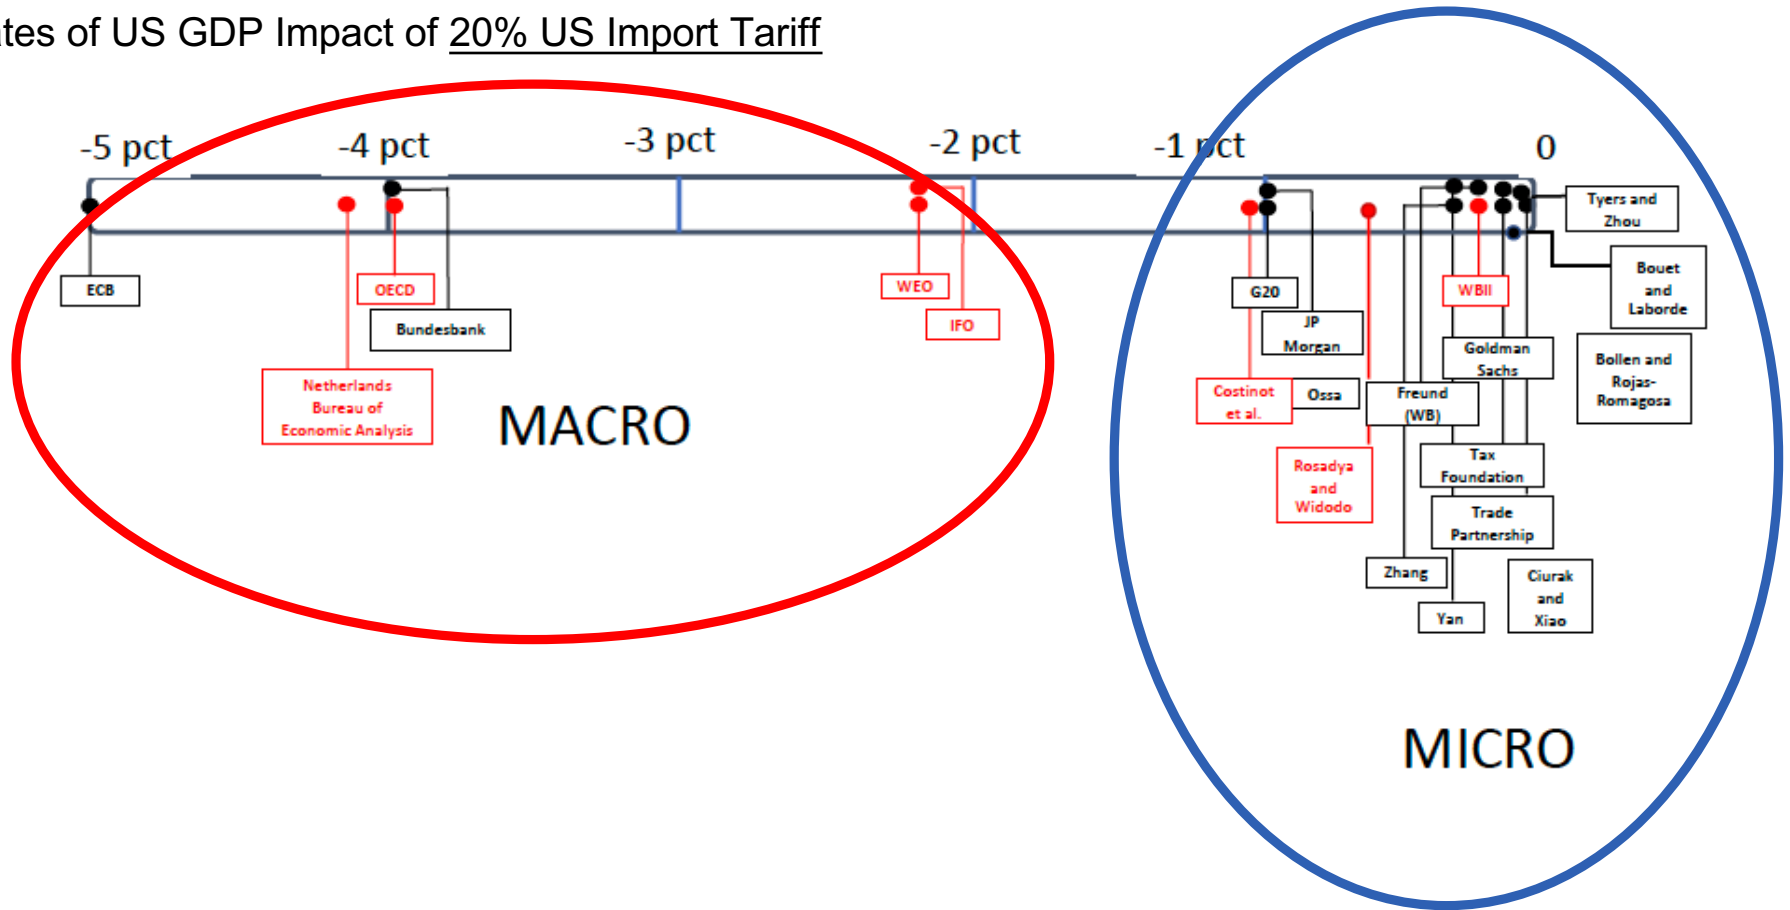 ates of US GDP Impact of 20% US Import Tariff
-5 pct
-4 pct
-3 pct
-2 pct
-1 pct
0
ECB
OECD
Bundesbank
Netherlands
Bureau of
Economic Analysis
MACRO
WEO
IFO
G20
JP
Morgan
Costinot
et al.
Ossa
Rosadya
and
Widodo
Freund
(WB)
WBII
Goldman
Sachs
Tax
Foundation
Trade
Partnership
Zhang
Yan
Ciurak
and
Xiao
Tyers and
Zhou
Bouet
and
Laborde
Bollen and
Rojas-
Romagosa
MICRO